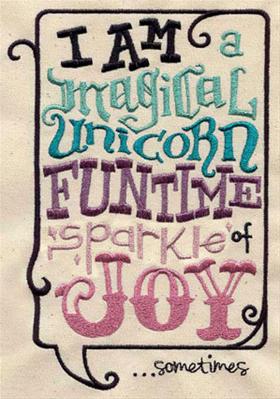 I AM a
magical
unicorn
FUNTIME
sparkle of
JOY
...sometimes